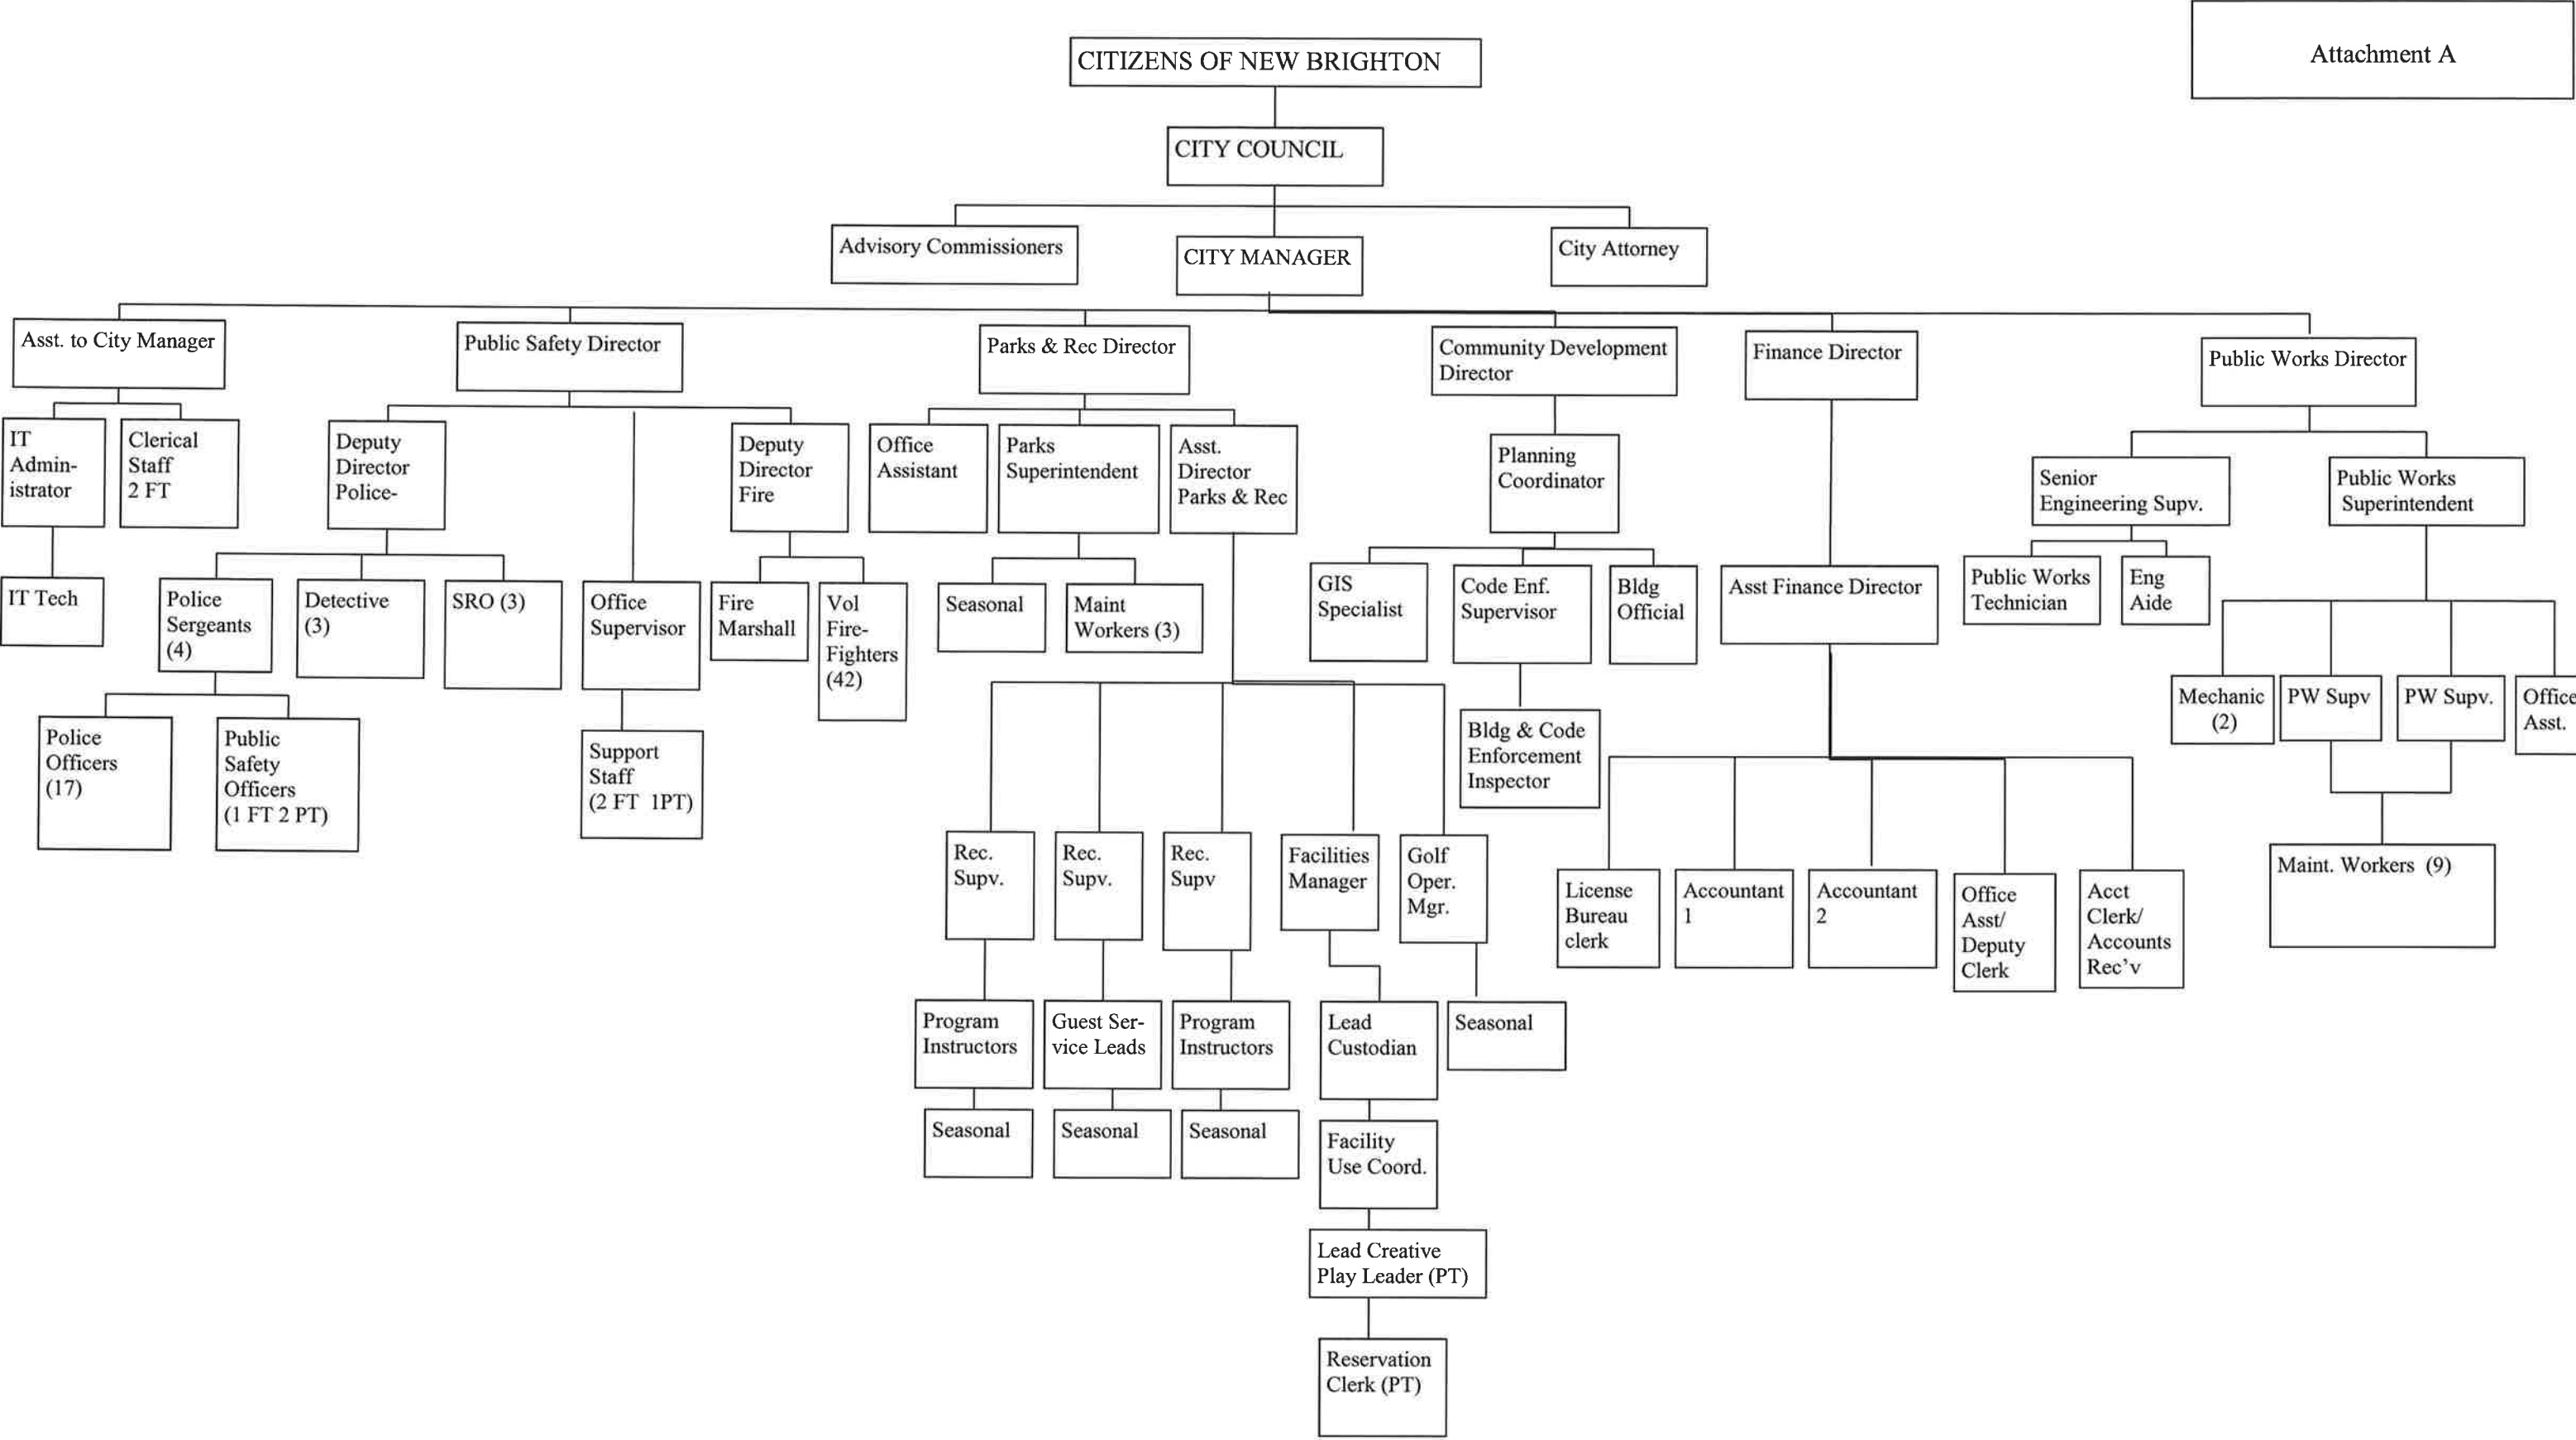 Attachment A
CITIZENS OF NEW BRIGHTON
CITY COUNCIL
Advisory Commissioners
CITY MANAGER
City Attorney
Asst. to City Manager
Public Safety Director
Parks & Rec Director
Community Development
Director
Finance Director
Public Works Director
IT
Admin-
istrator
Clerical
Staff
2 FT
Deputy
Director
Police-
Deputy
Director
Fire
Office
Assistant
Parks
Superintendent
Asst.
Director
Parks & Rec
Planning
Coordinator
Senior
Engineering Supv.
Public Works
Superintendent
IT Tech
Police
Sergeants
(4)
Detective
(3)
SRO (3)
Office
Supervisor
Fire
Marshall
Vol
Fire-
Fighters
(42)
Seasonal
Maint
Workers (3)
GIS
Specialist
Code Enf.
Supervisor
Bldg
Official
Asst Finance Director
Public Works
Technician
Eng
Aide
Police
Officers
(17)
Public
Safety
Officers
(1 FT 2 PT)
Support
Staff
(2 FT 1PT)
Bldg & Code
Enforcement
Inspector
Mechanic
(2)
PW Supv
PW Supv.
Office
Asst.
Rec.
Supv.
Rec.
Supv.
Rec.
Supv
Facilities
Manager
Golf
Oper.
Mgr.
License
Bureau
clerk
Accountant
1
Accountant
2
Office
Asst/
Deputy
Clerk
Acct
Clerk/
Accounts
Rec’v
Maint. Workers (9)
Program
Instructors
Guest Ser-
vice Leads
Program
Instructors
Lead
Custodian
Seasonal
Seasonal
Seasonal
Seasonal
Facility
Use Coord.
Lead Creative
Play Leader (PT)
Reservation
Clerk (PT)